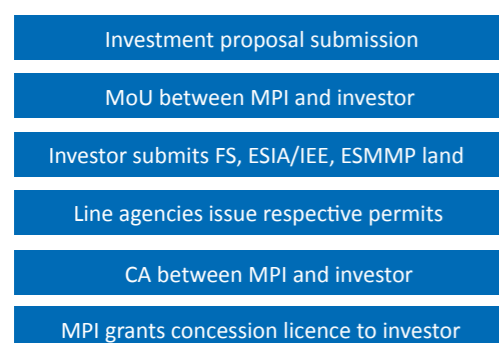 Investment proposal submission
MoU between MPI and investor
Investor submits FS, ESIA/IEE, ESMMP land
Line agencies issue respective permits
CA between MPI and investor
MPI grants concession licence to investor